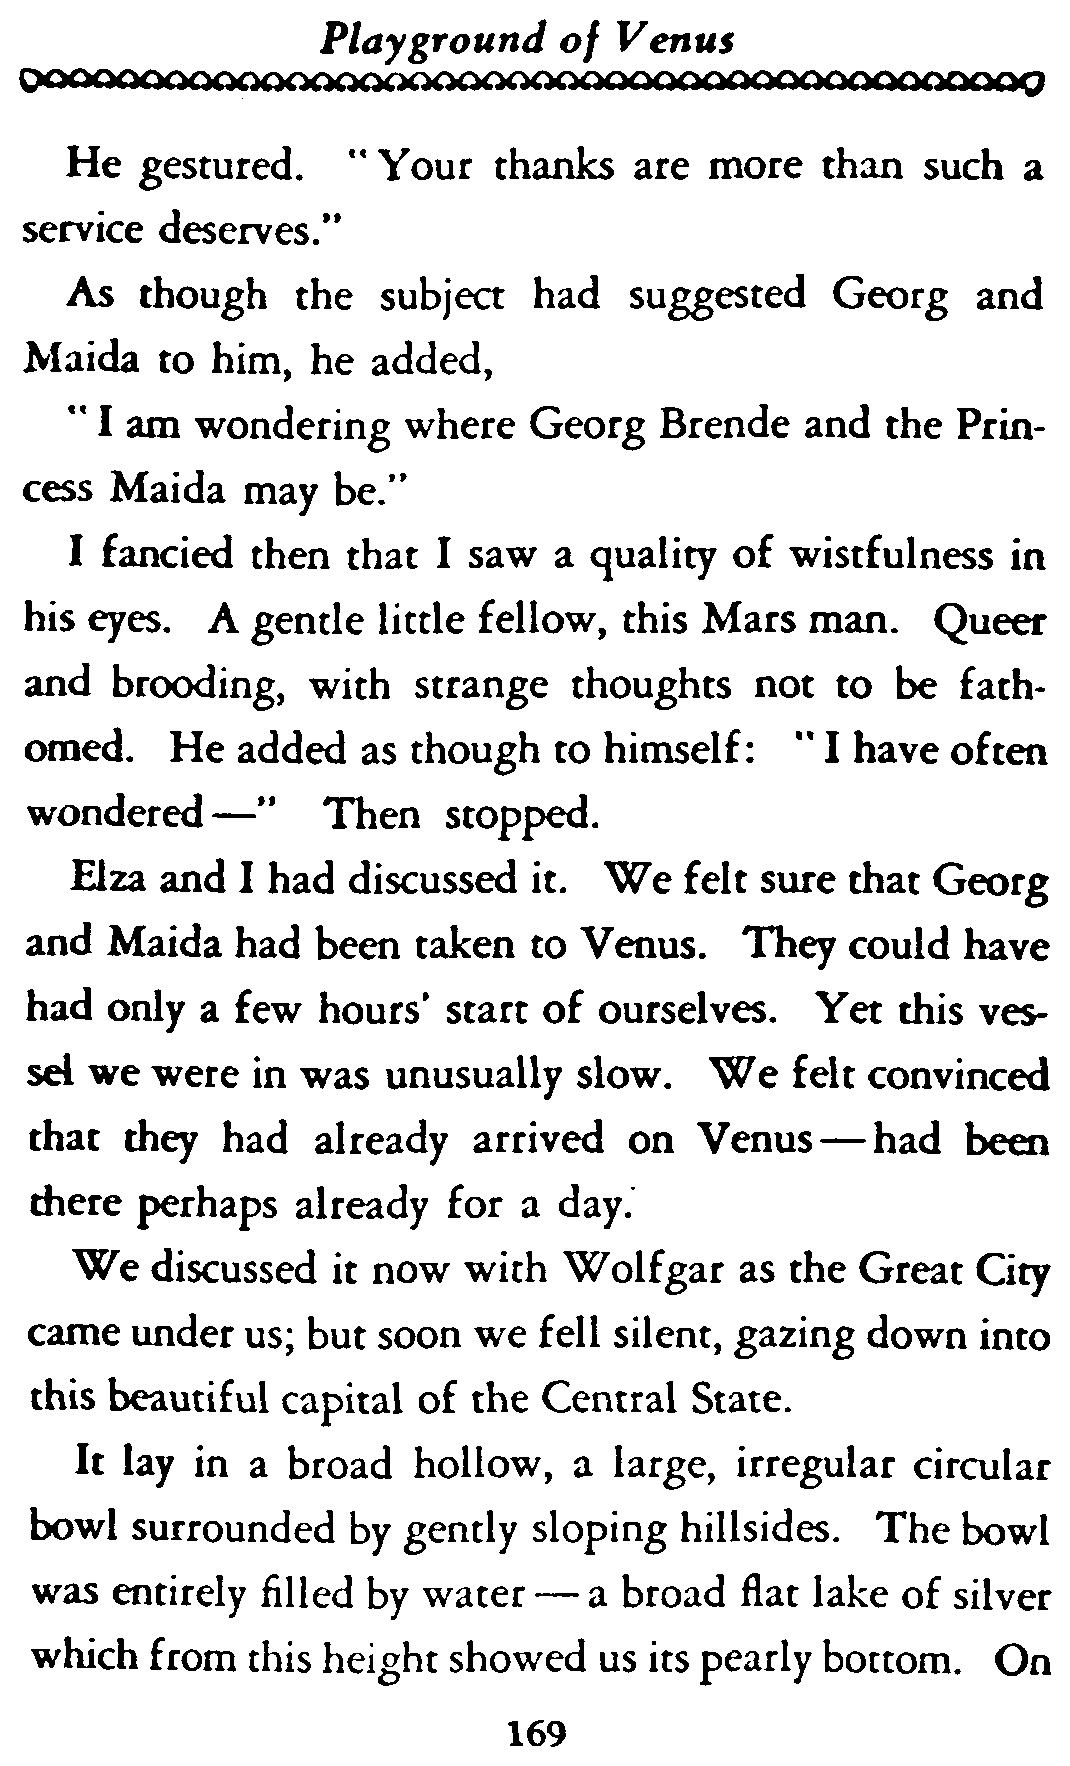 Playground of Venus
He gestured. "Your thanks are more than such a
service deserves."
As though the subject had suggested Georg and
Maida to him, he added,
"I am wondering where Georg Brende and the Prin-
cess Maida may be."
I fancied then that I saw a quality of wistfulness in
his eyes. A gentle little fellow, this Mars man. Queer
and brooding, with strange thoughts not to be fath-
omed. He added as though to himself: "I have often
wondered—" Then stopped.
Elza and I had discussed it. We felt sure that Georg
and Maida had been taken to Venus. They could have
had only a few hours' start of ourselves. Yet this ves-
sel we were in was unusually slow. We felt convinced
that they had already arrived on Venus—had been
there perhaps already for a day.
We discussed it now with Wolfgar as the Great City
came under us; but soon we fell silent, gazing down into
this beautiful capital of the Central State.
It lay in a broad hollow, a large, irregular circular
bowl surrounded by gently sloping hillsides. The bowl
was entirely filled by water—a broad flat lake of silver
which from this height showed us its pearly bottom. On
169